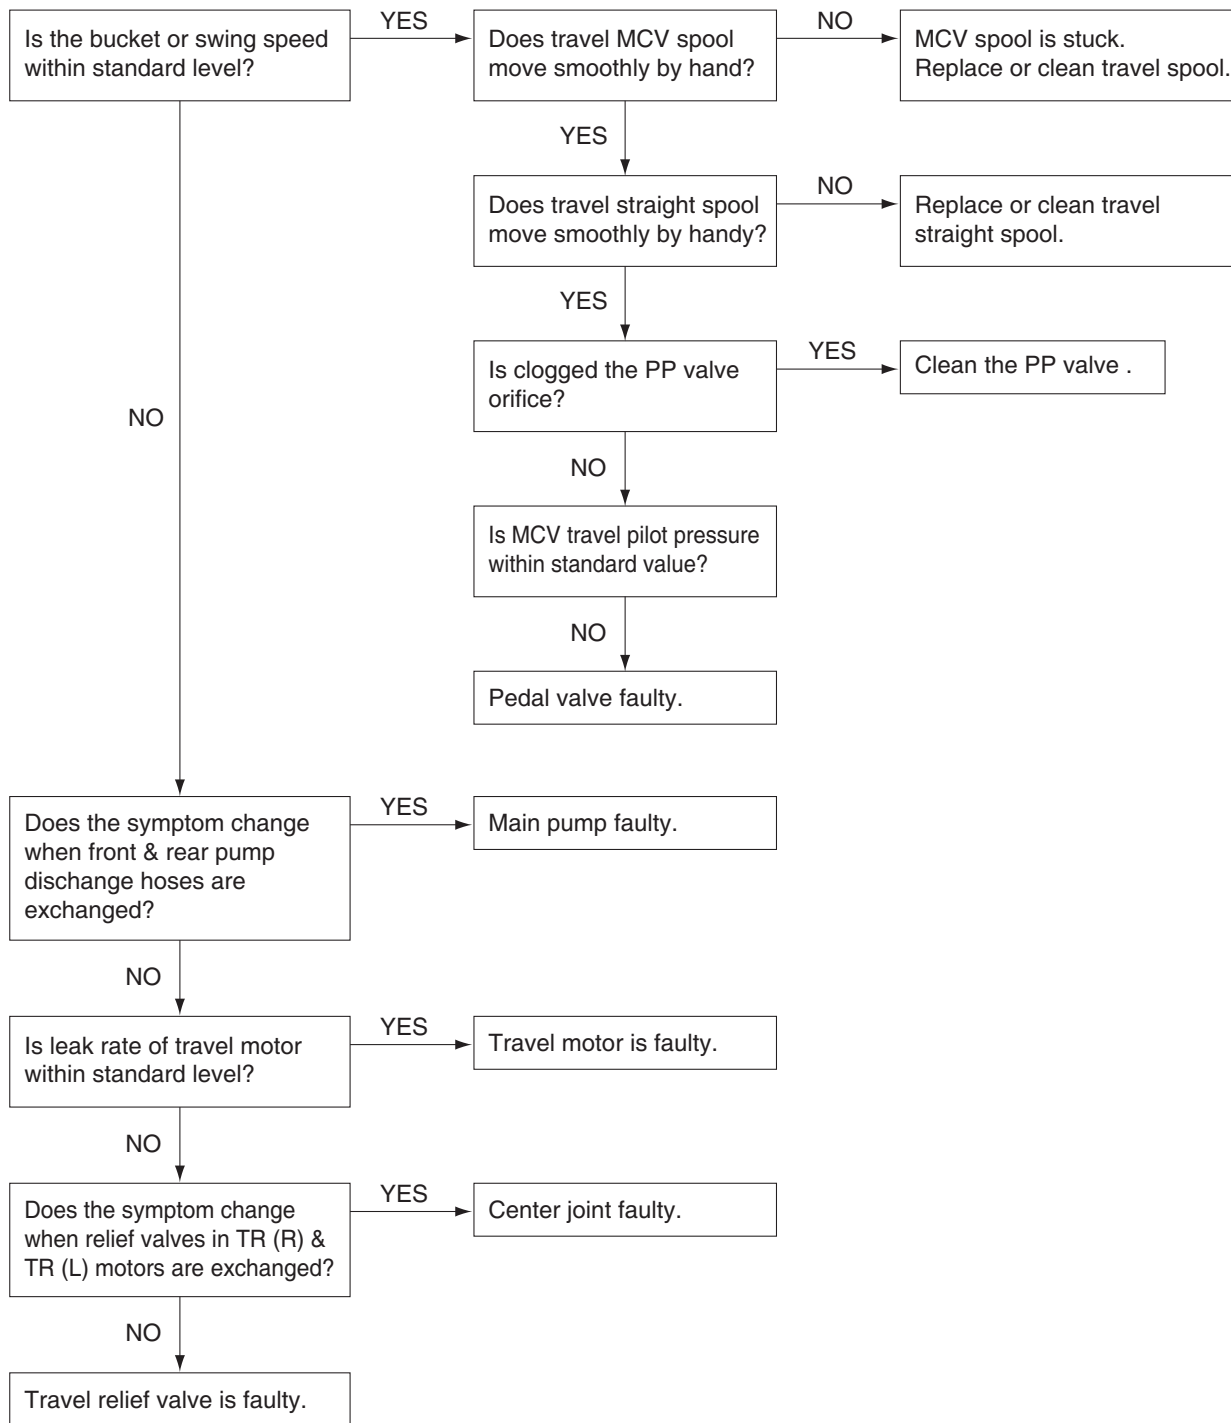 Is the bucket or swing speed
within standard level?
YES
Does travel MCV spool
move smoothly by hand?
NO
MCV spool is stuck.
Replace or clean travel spool.
YES
Does travel straight spool
move smoothly by handy?
NO
Replace or clean travel
straight spool.
YES
Is clogged the PP valve
orifice?
YES
Clean the PP valve .
NO
NO
Is MCV travel pilot pressure
within standard value?
NO
Pedal valve faulty.
Does the symptom change
when front & rear pump
dischange hoses are
exchanged?
YES
Main pump faulty.
NO
Is leak rate of travel motor
within standard level?
YES
Travel motor is faulty.
NO
Does the symptom change
when relief valves in TR (R) &
TR (L) motors are exchanged?
YES
Center joint faulty.
NO
Travel relief valve is faulty.